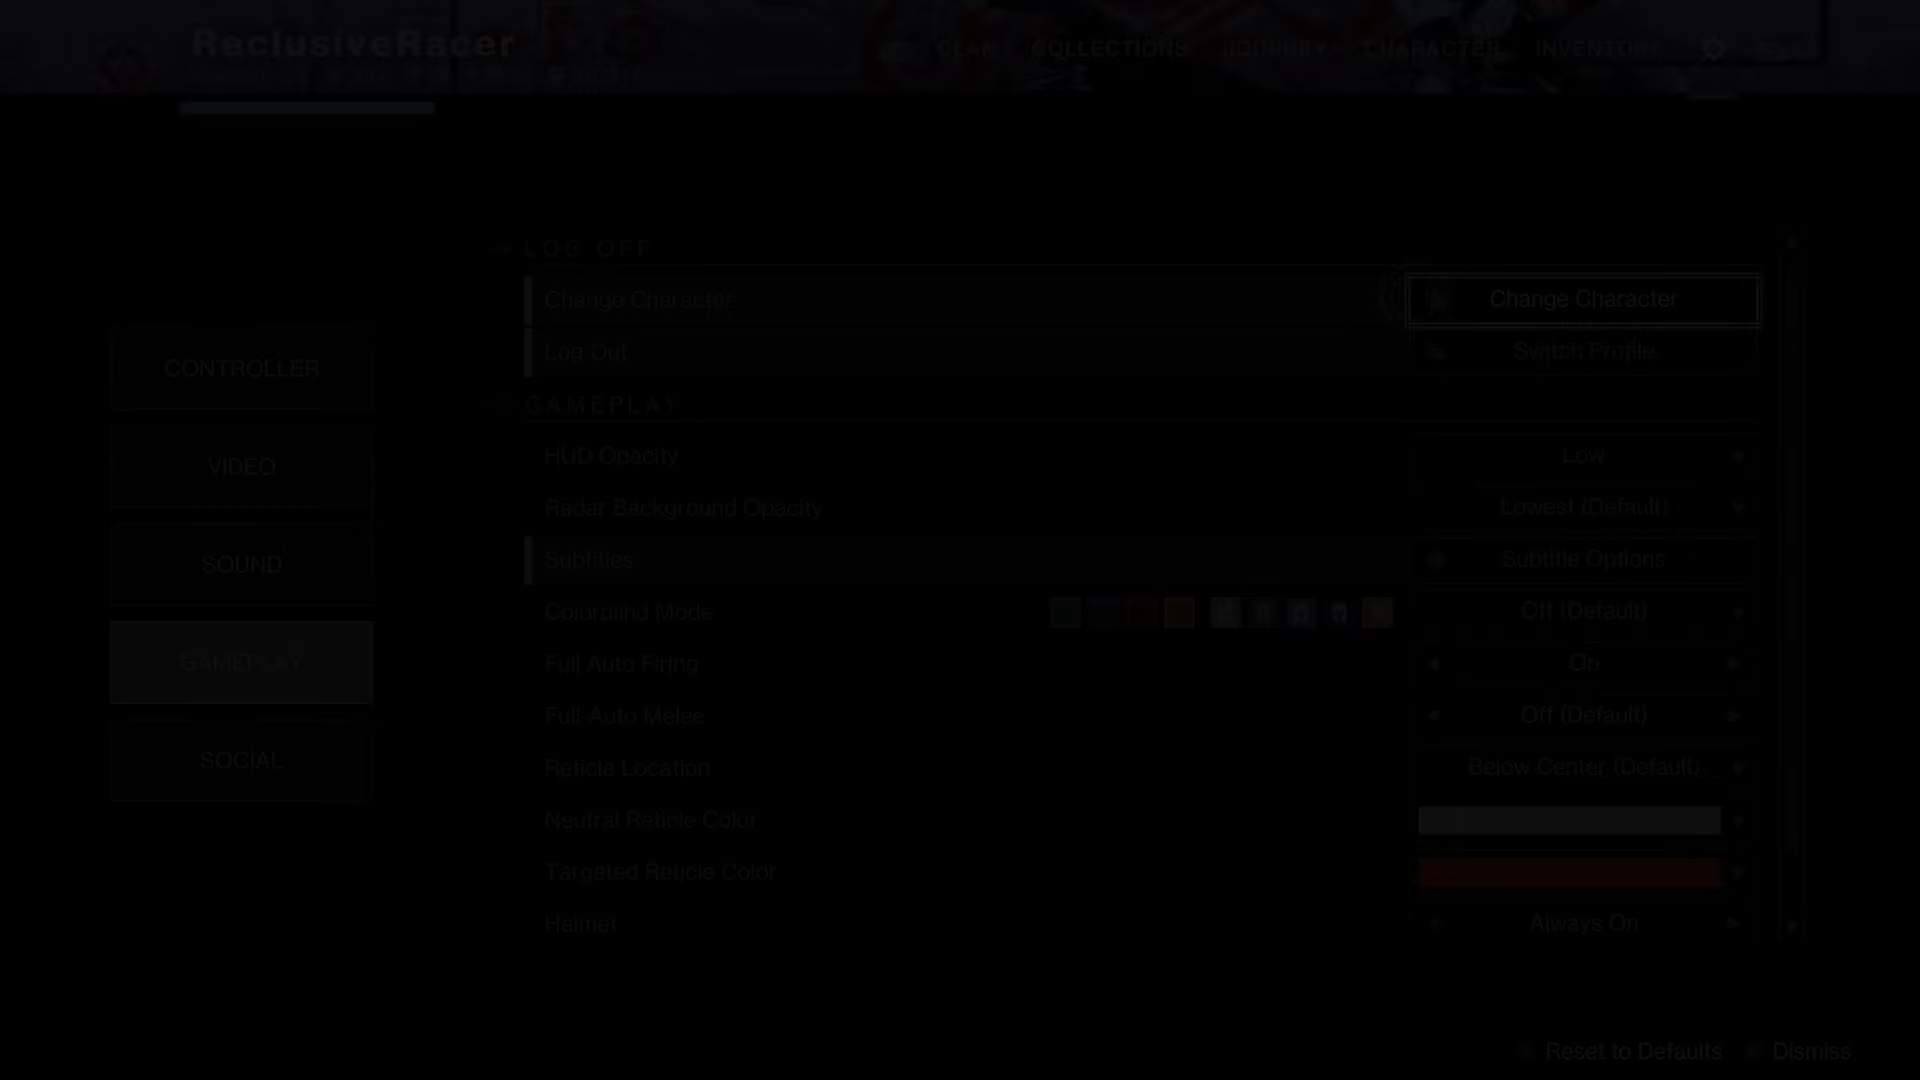 ReclusiveRacer
CLAN COLLECTIONS JOURNEY CHARACTER INVENTORY
LOG OFF
Change Character Change Character
Log Out Switch Profile
GAMEPLAY
HUD Opacity Low
Radar Background Opacity Lowest (Default)
Subtitles Subtitle Options
Colorblind Mode Off (Default)
Full Auto Firing On
Full-Auto Melee Off (Default)
Reticle Location Below Center (Default)
Neutral Reticle Color
Targeted Reticle Color
Helmet Always On
CONTROLLER
VIDEO
SOUND
GAMEPLAY
SOCIAL
Reset to Defaults Dismiss